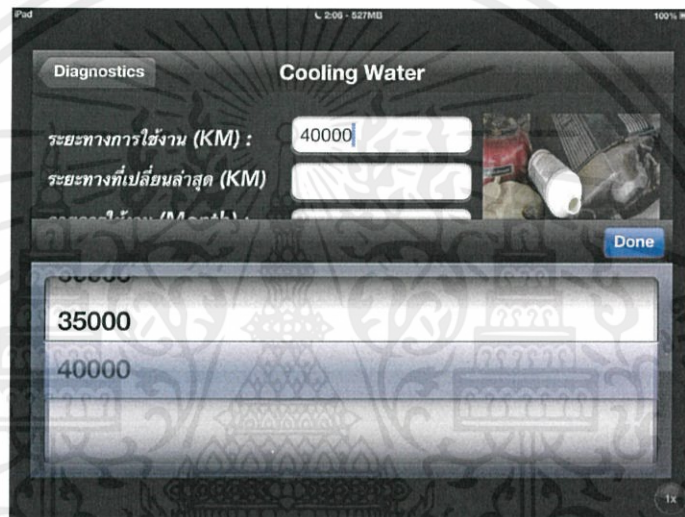 iPad 2:06 - 527MB 100%
Diagnostics Cooling Water
ระยะทางการใช้งาน (KM) : 40000
ระยะทางที่เปลี่ยนล่าสุด (KM)
(Month) :
Done
30000
35000
40000
1x